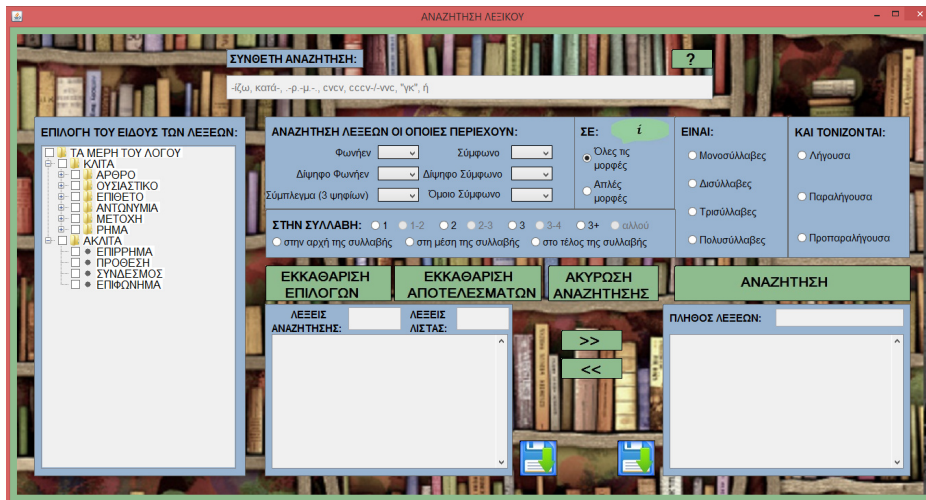 ΑΝΑΖΗΤΗΣΗ ΛΕΞΙΚΟΥ
ΣΥΝΘΕΤΗ ΑΝΑΖΗΤΗΣΗ:
?
-ίζω, κατά-, .-ρ.-μ.-., cvcv, cccv-/-vvc, "γκ", ή
ΕΠΙΛΟΓΗ ΤΟΥ ΕΙΔΟΥΣ ΤΩΝ ΛΕΞΕΩΝ:
ΤΑ ΜΕΡΗ ΤΟΥ ΛΟΓΟΥ
ΚΛΙΤΑ
ΑΡΘΡΟ
ΟΥΣΙΑΣΤΙΚΟ
ΕΠΙΘΕΤΟ
ΑΝΤΩΝΥΜΙΑ
ΜΕΤΟΧΗ
ΡΗΜΑ
ΑΚΛΙΤΑ
ΕΠΙΡΡΗΜΑ
ΠΡΟΘΕΣΗ
ΣΥΝΔΕΣΜΟΣ
ΕΠΙΦΩΝΗΜΑ
ΑΝΑΖΗΤΗΣΗ ΛΕΞΕΩΝ ΟΙ ΟΠΟΙΕΣ ΠΕΡΙΕΧΟΥΝ:
Φωνήεν Σύμφωνο
Δίψηφο Φωνήεν Δίψηφο Σύμφωνο
Σύμπλεγμα (3 ψηφίων) Όμοιο Σύμφωνο
ΣΕ: i
Όλες τις
μορφές
Απλές
μορφές
ΕΙΝΑΙ:
Μονοσύλλαβες
Δισύλλαβες
Τρισύλλαβες
Πολυσύλλαβες
ΚΑΙ ΤΟΝΙΖΟΝΤΑΙ:
Λήγουσα
Παραλήγουσα
Προπαραλήγουσα
ΣΤΗΝ ΣΥΛΛΑΒΗ: 1 1-2 2 2-3 3 3-4 3+ αλλού
στην αρχή της συλλαβής στη μέση της συλλαβής στο τέλος της συλλαβής
ΕΚΚΑΘΑΡΙΣΗ
ΕΠΙΛΟΓΩΝ
ΕΚΚΑΘΑΡΙΣΗ
ΑΠΟΤΕΛΕΣΜΑΤΩΝ
ΑΚΥΡΩΣΗ
ΑΝΑΖΗΤΗΣΗΣ
ΑΝΑΖΗΤΗΣΗ
ΛΕΞΕΙΣ
ΑΝΑΖΗΤΗΣΗΣ:
ΛΕΞΕΙΣ
ΛΙΣΤΑΣ:
>>
<<
ΠΛΗΘΟΣ ΛΕΞΕΩΝ: